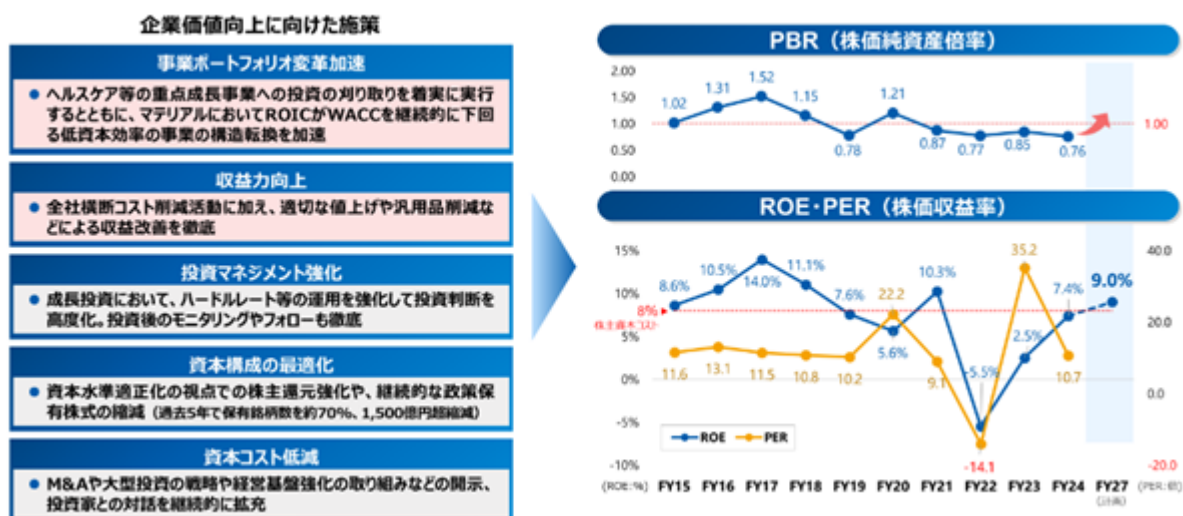 企業価値向上に向けた施策
事業ポートフォリオ変革加速
● ヘルスケア等の重点成長事業への投資の刈り取りを着実に実行
するとともに、マテリアルにおいてROICがWACCを継続的に下回
る低資本効率の事業の構造転換を加速
収益力向上
● 全社横断コスト削減活動に加え、適切な値上げや汎用品削減な
どによる収益改善を徹底
投資マネジメント強化
● 成長投資において、ハードルレート等の運用を強化して投資判断を
高度化。投資後のモニタリングやフォローも徹底
資本構成の最適化
● 資本水準適正化の視点での株主還元強化や、継続的な政策保
有株式の縮減（過去5年で保有銘柄数を約70%、1,500億円超縮減）
資本コスト低減
● M&Aや大型投資の戦略や経営基盤強化の取り組みなどの開示、
投資家との対話を継続的に拡充
PBR（株価純資産倍率）
2.00
1.50
1.00
0.50
0.00
1.02
1.31
1.52
1.15
0.78
1.21
0.87
0.77
0.85
0.76
1.00
ROE・PER（株価収益率）
15%
10%
8%
株主資本コスト
5%
0%
-5%
-10%
(ROE:%)
40.0
20.0
0.0
-20.0
(PER:倍)
8.6%
10.5%
14.0%
11.1%
7.6%
5.6%
10.3%
-5.5%
2.5%
7.4%
9.0%
11.6
13.1
11.5
10.8
10.2
22.2
9.1
-14.1
35.2
10.7
ROE PER
FY15 FY16 FY17 FY18 FY19 FY20 FY21 FY22 FY23 FY24 FY27
(計画)